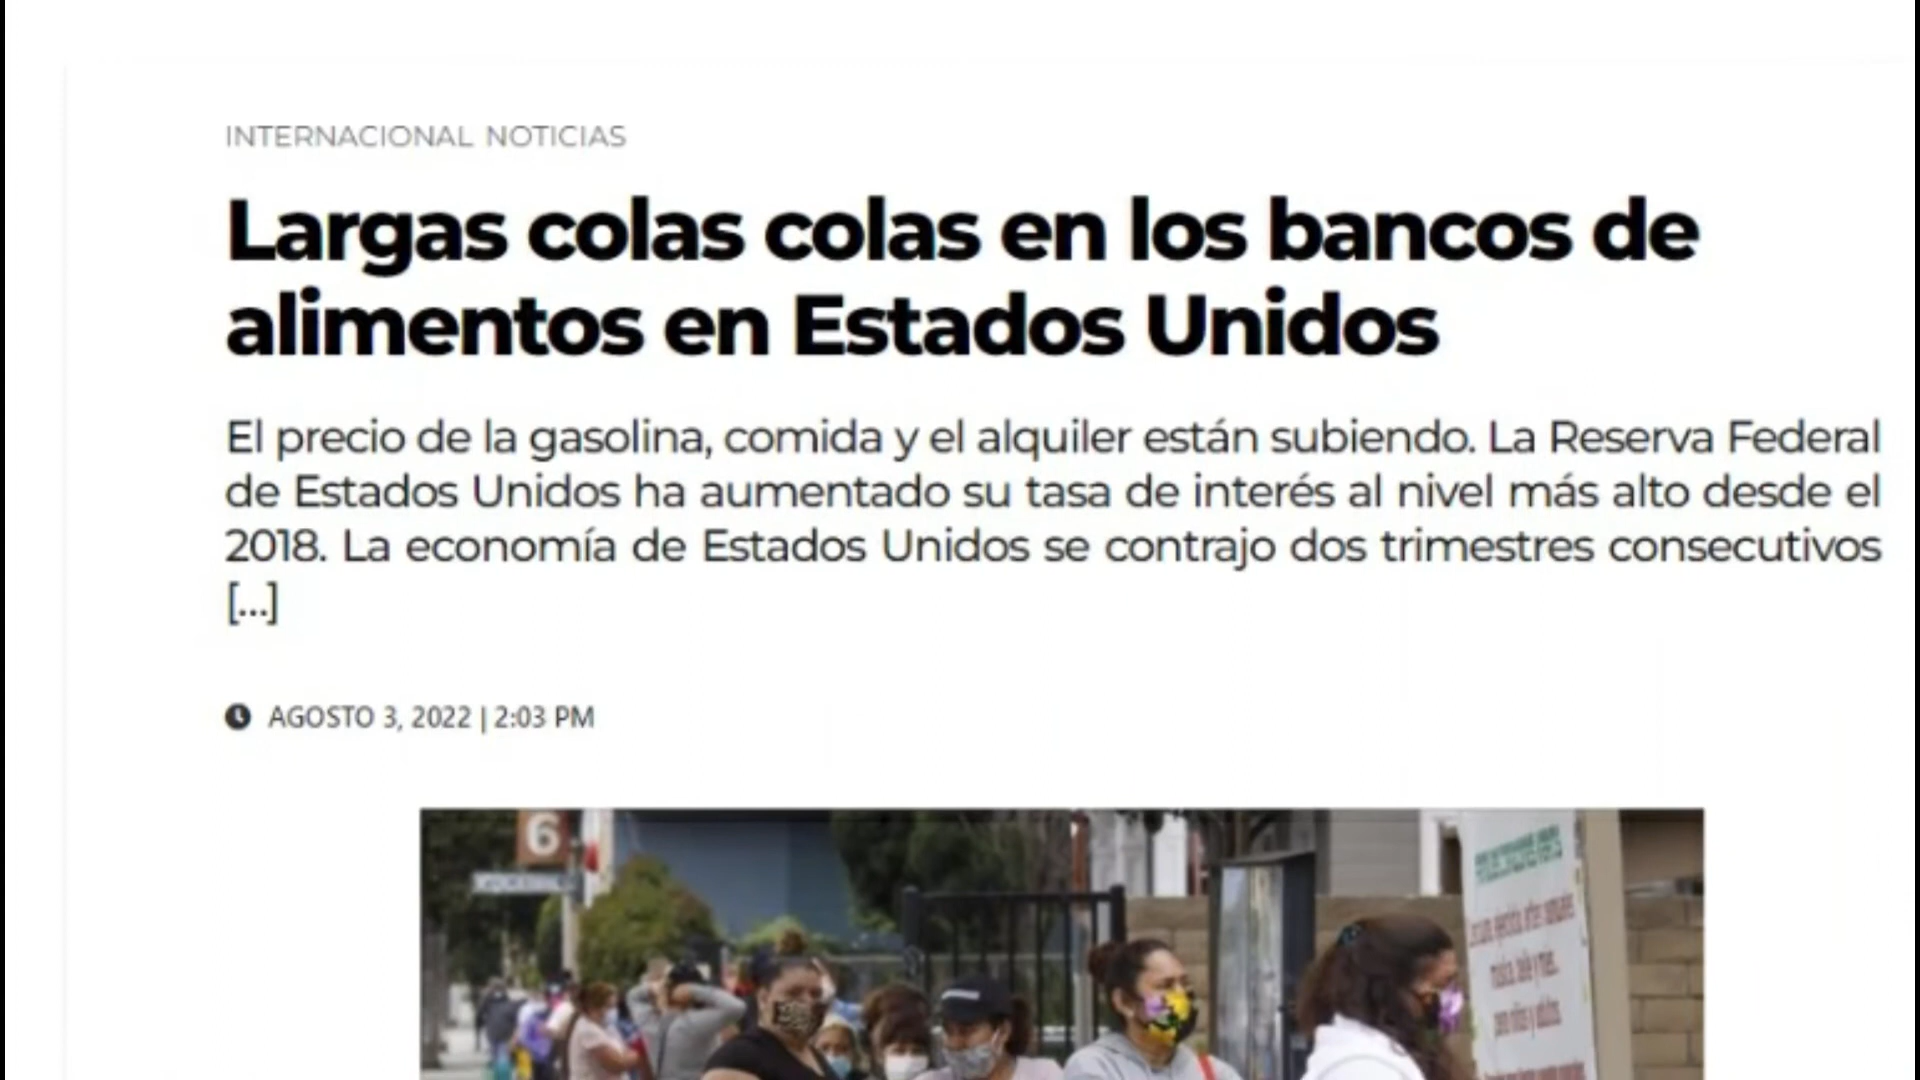 INTERNACIONAL NOTICIAS
Largas colas colas en los bancos de
alimentos en Estados Unidos
El precio de la gasolina, comida y el alquiler están subiendo. La Reserva Federal
de Estados Unidos ha aumentado su tasa de interés al nivel más alto desde el
2018. La economía de Estados Unidos se contrajo dos trimestres consecutivos
[...]
AGOSTO 3, 2022 | 2:03 PM
6